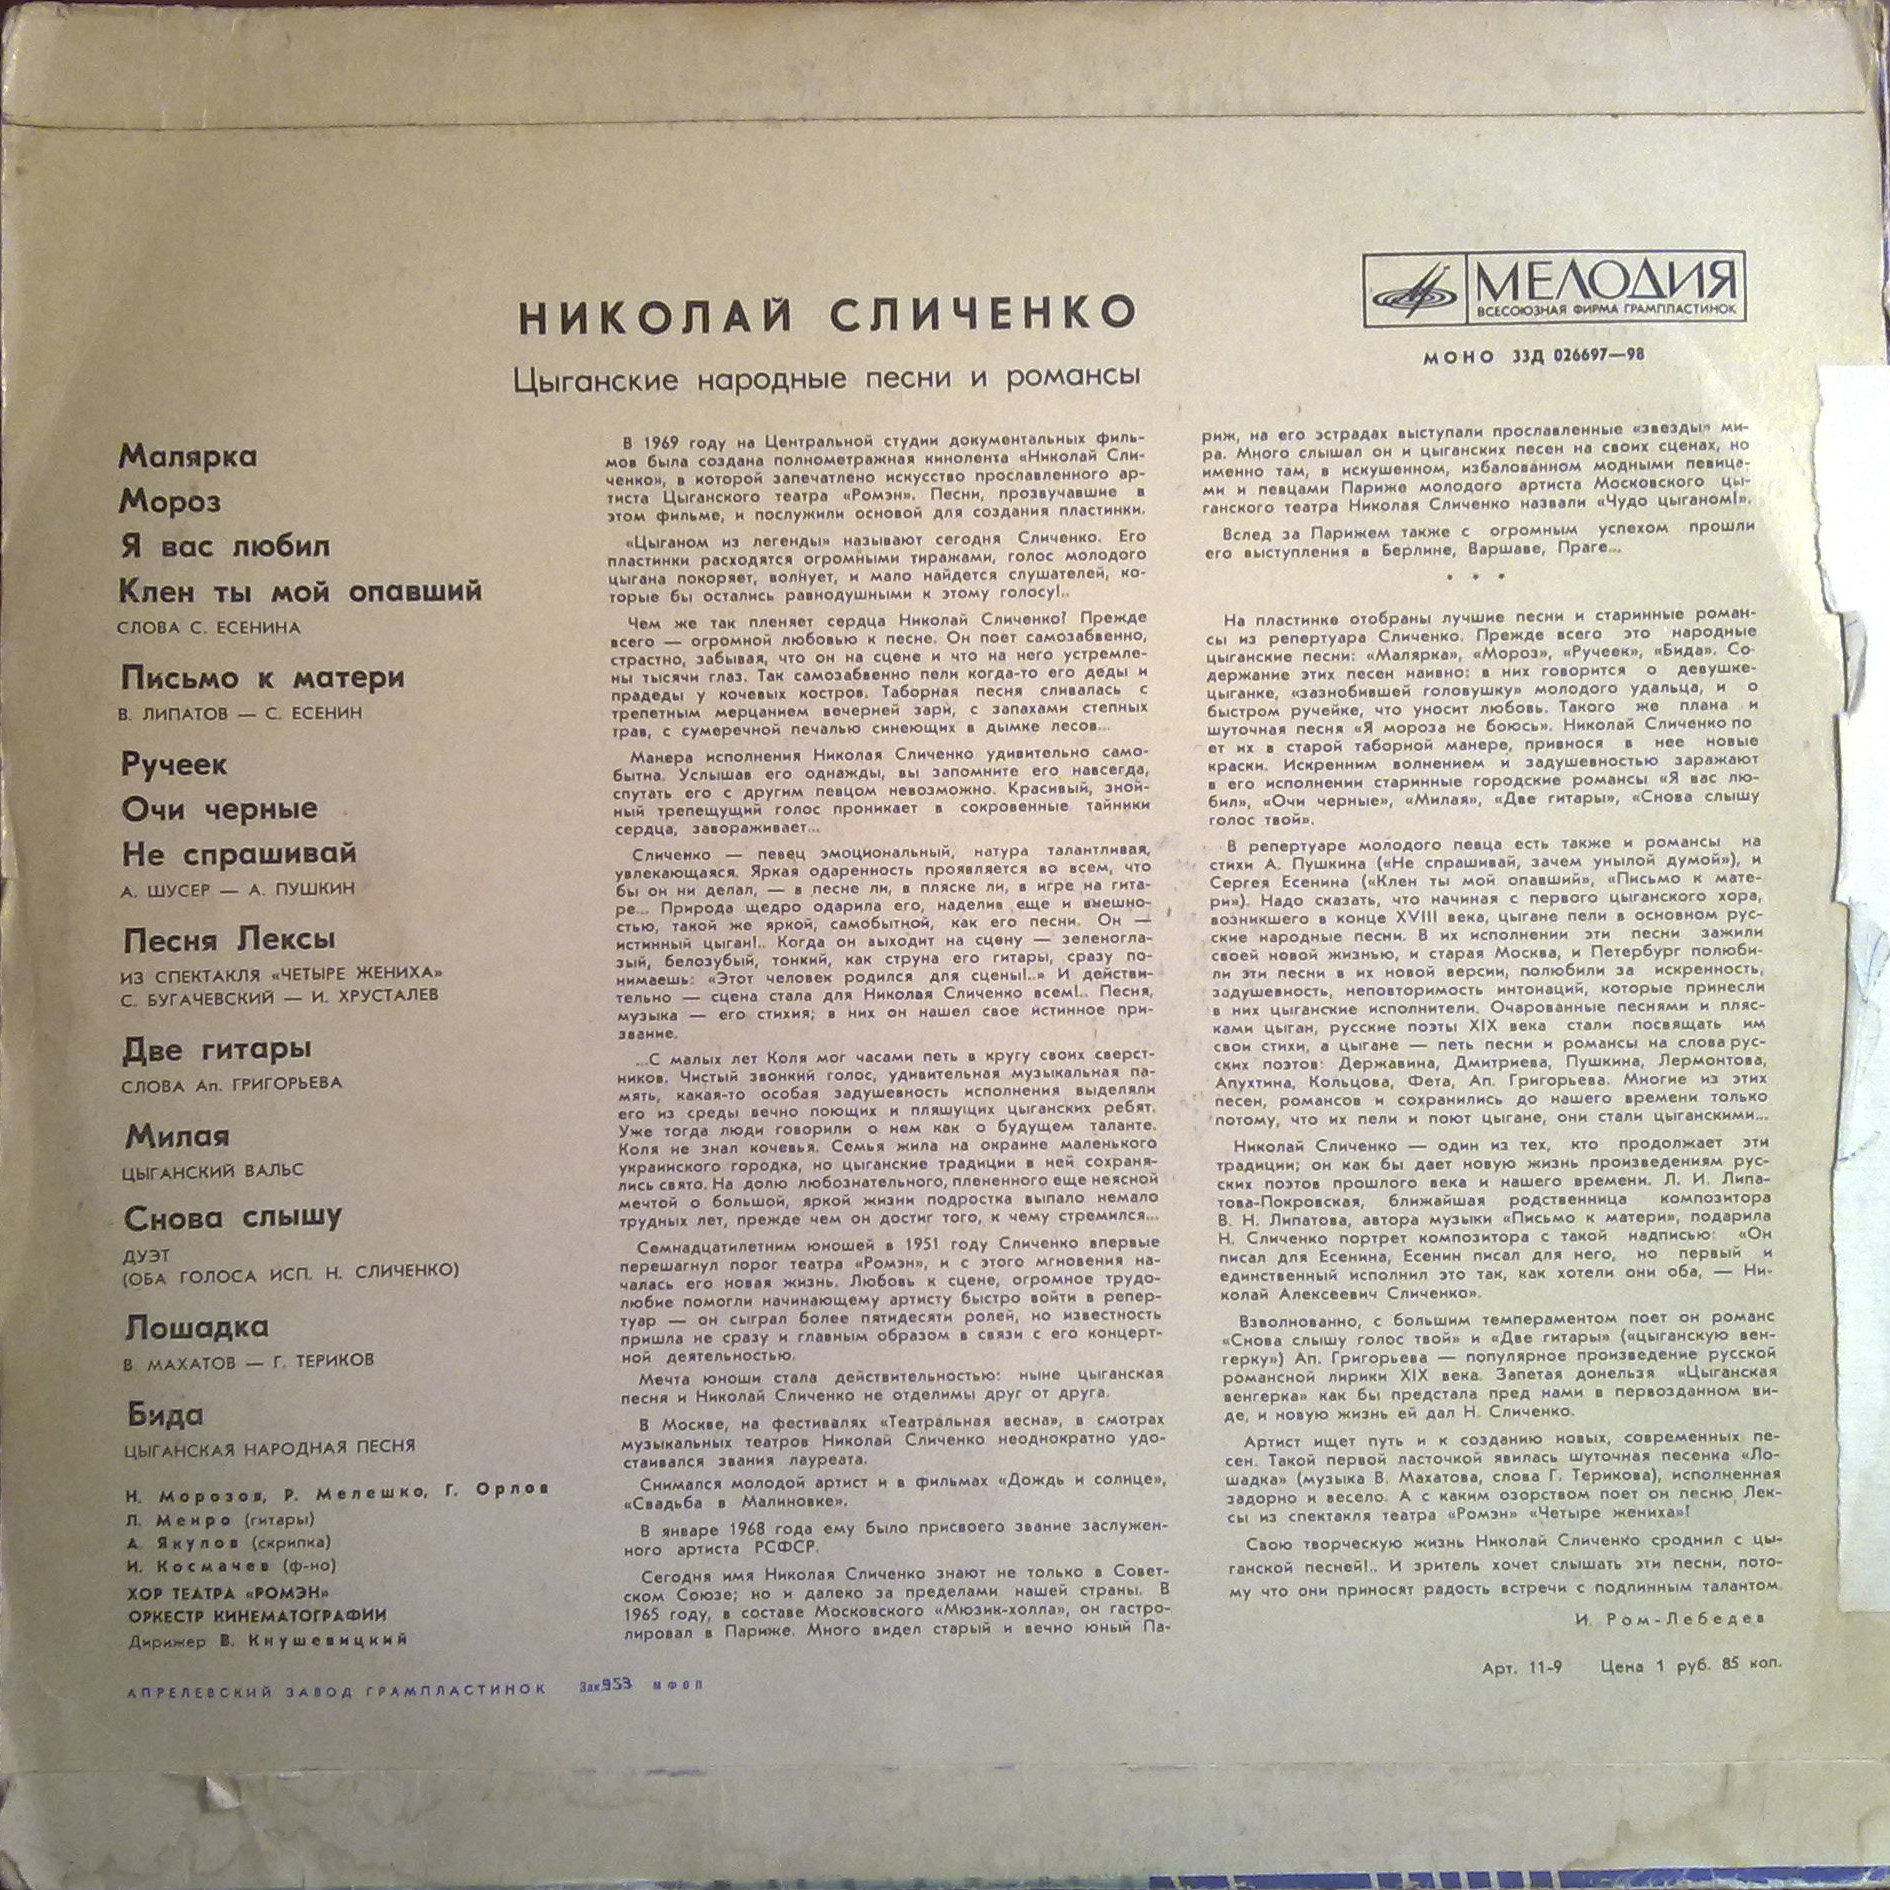 МЕЛОДИЯ
ВСЕСОЮЗНАЯ ФИРМА ГРАМПЛАСТИНОК
МОНО 33Д 026697—98
НИКОЛАЙ СЛИЧЕНКО
Цыганские народные песни и романсы
Малярка
Мороз
Я вас любил
Клен ты мой опавший
СЛОВА С. ЕСЕНИНА
Письмо к матери
В. ЛИПАТОВ — С. ЕСЕНИН
Ручеек
Очи черные
Не спрашивай
А. ШУСЕР — А. ПУШКИН
Песня Лексы
ИЗ СПЕКТАКЛЯ «ЧЕТЫРЕ ЖЕНИХА»
С. БУГАЧЕВСКИЙ — И. ХРУСТАЛЕВ
Две гитары
СЛОВА Ап. ГРИГОРЬЕВА
Милая
ЦЫГАНСКИЙ ВАЛЬС
Снова слышу
ДУЭТ
(ОБА ГОЛОСА ИСП. Н. СЛИЧЕНКО)
Лошадка
В. МАХАТОВ — Г. ТЕРИКОВ
Бида
ЦЫГАНСКАЯ НАРОДНАЯ ПЕСНЯ
Н. Морозов, Р. Мелешко, Г. Орлов
Л. Менро (гитары)
А. Якулов (скрипка)
И. Космачев (ф-но)
ХОР ТЕАТРА «РОМЭН»
ОРКЕСТР КИНЕМАТОГРАФИИ
Дирижер В. Кнушевицкий
В 1969 году на Центральной студии документальных филь-
мов была создана полнометражная кинолента «Николай Сли-
ченко», в которой запечатлено искусство прославленного ар-
тиста Цыганского театра «Ромэн». Песни, прозвучавшие в
этом фильме, и послужили основой для создания пластинки.
«Цыганом из легенды» называют сегодня Сличенко. Его
пластинки расходятся огромными тиражами, голос молодого
цыгана покоряет, волнует, и мало найдется слушателей, ко-
торые бы остались равнодушными к этому голосу!..
Чем же так пленяет сердца Николай Сличенко? Прежде
всего — огромной любовью к песне. Он поет самозабвенно,
страстно, забывая, что он на сцене и что на него устремле-
ны тысячи глаз. Так самозабвенно пели когда-то его деды и
прадеды у кочевых костров. Таборная песня сливалась с
трепетным мерцанием вечерней зари, с запахами степных
трав, с сумеречной печалью синеющих в дымке лесов...
Манера исполнения Николая Сличенко удивительно само-
бытна. Услышав его однажды, вы запомните его навсегда,
спутать его с другим певцом невозможно. Красивый, зной-
ный трепещущий голос проникает в сокровенные тайники
сердца, завораживает...
Сличенко — певец эмоциональный, натура талантливая,
увлекающаяся. Яркая одаренность проявляется во всем, что
бы он ни делал, — в песне ли, в пляске ли, в игре на гита-
ре... Природа щедро одарила его, наделив еще и внешно-
стью, такой же яркой, самобытной, как его песни. Он —
истинный цыган!.. Когда он выходит на сцену — зеленогла-
зый, белозубый, тонкий, как струна его гитары, сразу по-
нимаешь: «Этот человек родился для сцены!..» И действи-
тельно — сцена стала для Николая Сличенко всем!.. Песня,
музыка — его стихия; в них он нашел свое истинное при-
звание.
...С малых лет Коля мог часами петь в кругу своих сверст-
ников. Чистый звонкий голос, удивительная музыкальная па-
мять, какая-то особая задушевность исполнения выделяли
его из среды вечно поющих и пляшущих цыганских ребят.
Уже тогда люди говорили о нем как о будущем таланте.
Коля не знал кочевья. Семья жила на окраине маленького
украинского городка, но цыганские традиции в ней сохраня-
лись свято. На долю любознательного, плененного еще неясной
мечтой о большой, яркой жизни подростка выпало немало
трудных лет, прежде чем он достиг того, к чему стремился...
Семнадцатилетним юношей в 1951 году Сличенко впервые
перешагнул порог театра «Ромэн», и с этого мгновения на-
чалась его новая жизнь. Любовь к сцене, огромное трудо-
любие помогли начинающему артисту быстро войти в репер-
туар — он сыграл более пятидесяти ролей, но известность
пришла не сразу и главным образом в связи с его концерт-
ной деятельностью.
Мечта юноши стала действительностью: ныне цыганская
песня и Николай Сличенко не отделимы друг от друга.
В Москве, на фестивалях «Театральная весна», в смотрах
музыкальных театров Николай Сличенко неоднократно удо-
стаивался звания лауреата.
Снимался молодой артист и в фильмах «Дождь и солнце»,
«Свадьба в Малиновке».
В январе 1968 года ему было присвоего звание заслужен-
ного артиста РСФСР.
Сегодня имя Николая Сличенко знают не только в Совет-
ском Союзе; но и далеко за пределами нашей страны. В
1965 году, в составе Московского «Мюзик-холла», он гастро-
лировал в Париже. Много видел старый и вечно юный Па-
риж, на его эстрадах выступали прославленные «звезды» ми-
ра. Много слышал он и цыганских песен на своих сценах, но
именно там, в искушенном, избалованном модными певица-
ми и певцами Париже молодого артиста Московского цы-
ганского театра Николая Сличенко назвали «Чудо цыганом!».
Вслед за Парижем также с огромным успехом прошли
его выступления в Берлине, Варшаве, Праге...
* * *
На пластинке отобраны лучшие песни и старинные роман-
сы из репертуара Сличенко. Прежде всего это народные
цыганские песни: «Малярка», «Мороз», «Ручеек», «Бида». Со-
держание этих песен наивно: в них говорится о девушке-
цыганке, «зазнобившей головушку» молодого удальца, и о
быстром ручейке, что уносит любовь. Такого же плана и
шуточная песня «Я мороза не боюсь». Николай Сличенко по
ет их в старой таборной манере, привнося в нее новые
краски. Искренним волнением и задушевностью заражают
в его исполнении старинные городские романсы «Я вас лю-
бил», «Очи черные», «Милая», «Две гитары», «Снова слышу
голос твой».
В репертуаре молодого певца есть также и романсы на
стихи А. Пушкина («Не спрашивай, зачем унылой думой»), и
Сергея Есенина («Клен ты мой опавший», «Письмо к мате-
ри»). Надо сказать, что начиная с первого цыганского хора,
возникшего в конце XVIII века, цыгане пели в основном рус-
ские народные песни. В их исполнении эти песни зажили
своей новой жизнью, и старая Москва, и Петербург полюби-
ли эти песни в их новой версии, полюбили за искренность,
задушевность, неповторимость интонаций, которые принесли
в них цыганские исполнители. Очарованные песнями и пляс-
ками цыган, русские поэты XIX века стали посвящать им
свои стихи, а цыгане — петь песни и романсы на слова рус-
ских поэтов: Державина, Дмитриева, Пушкина, Лермонтова,
Апухтина, Кольцова, Фета, Ап. Григорьева. Многие из этих
песен, романсов и сохранились до нашего времени только
потому, что их пели и поют цыгане, они стали цыганскими...
Николай Сличенко — один из тех, кто продолжает эти
традиции; он как бы дает новую жизнь произведениям рус-
ских поэтов прошлого века и нашего времени. Л. И. Липа-
това-Покровская, ближайшая родственница композитора
В. Н. Липатова, автора музыки «Письмо к матери», подарила
Н. Сличенко портрет композитора с такой надписью: «Он
писал для Есенина, Есенин писал для него, но первый и
единственный исполнил это так, как хотели они оба, — Ни-
колай Алексеевич Сличенко».
Взволнованно, с большим темпераментом поет он романс
«Снова слышу голос твой» и «Две гитары» («цыганскую вен-
герку») Ап. Григорьева — популярное произведение русской
романсной лирики XIX века. Запетая донельзя «Цыганская
венгерка» как бы предстала пред нами в первозданном ви-
де, и новую жизнь ей дал Н. Сличенко.
Артист ищет путь и к созданию новых, современных пе-
сен. Такой первой ласточкой явилась шуточная песенка «Ло-
шадка» (музыка В. Махатова, слова Г. Терикова), исполненная
задорно и весело. А с каким озорством поет он песню Лек-
сы из спектакля театра «Ромэн» «Четыре жениха»!
Свою творческую жизнь Николай Сличенко сроднил с цы-
ганской песней!.. И зритель хочет слышать эти песни, пото-
му что они приносят радость встречи с подлинным талантом.
И. Ром-Лебедев
Арт. 11-9 Цена 1 руб. 85 коп.
АПРЕЛЕВСКИЙ ЗАВОД ГРАМПЛАСТИНОК Зак 953 МФОП